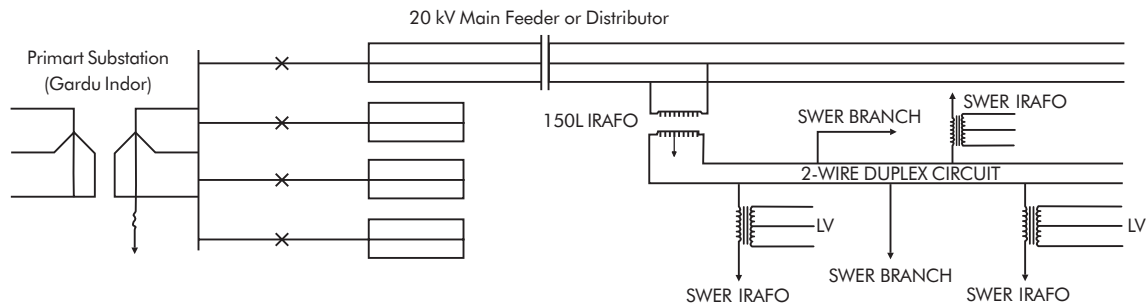 20 kV Main Feeder or Distributor
Primart Substation
(Gardu Indor)
150L IRAFO
SWER BRANCH
SWER IRAFO
2-WIRE DUPLEX CIRCUIT
LV
LV
SWER BRANCH
SWER IRAFO
SWER IRAFO